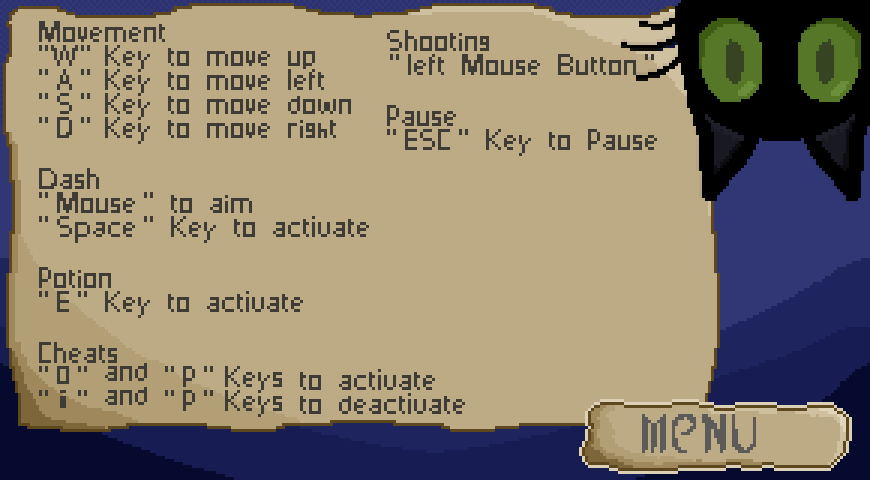 Movement
"W" Key to move up
"A" Key to move left
"S" Key to move down
"D" Key to move right
Dash
"Mouse" to aim
"Space" Key to activate
Potion
"E" Key to activate
Cheats
"O" and "P" Keys to activate
"i" and "P" Keys to deactivate
Shooting
"left Mouse Button"
Pause
"ESC" Key to Pause
MENU